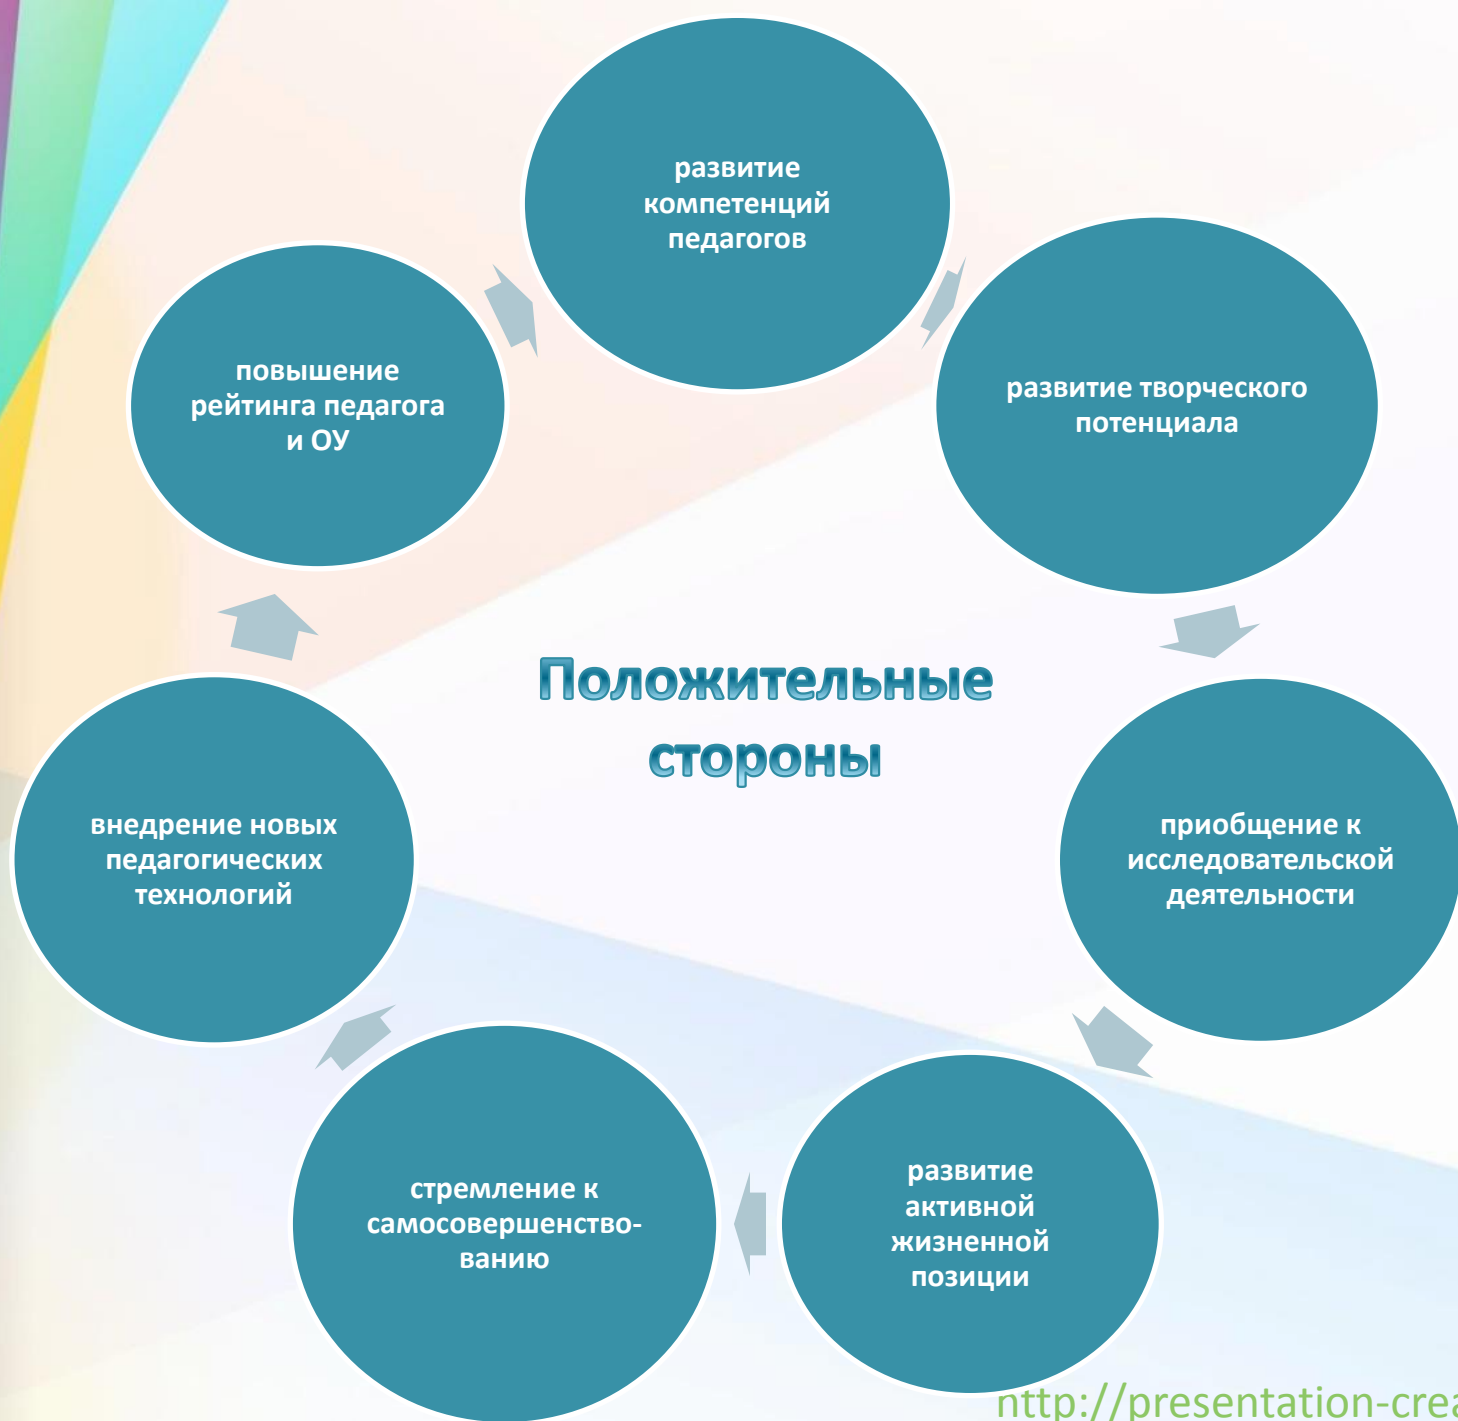 развитие
компетенций
педагогов
развитие творческого
потенциала
приобщение к
исследовательской
деятельности
развитие
активной
жизненной
позиции
стремление к
самосовершенство-
ванию
внедрение новых
педагогических
технологий
повышение
рейтинга педагога
и ОУ
Положительные
стороны
http://presentation-crea